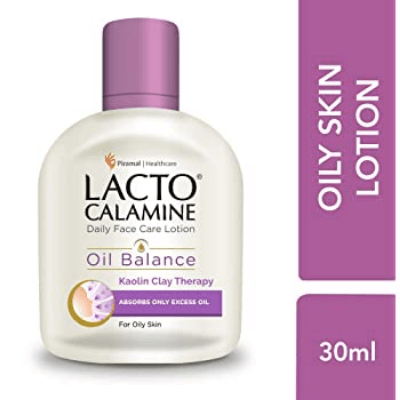 Piramal | Healthcare
LACTO®
CALAMINE
Daily Face Care Lotion
Oil Balance
Kaolin Clay Therapy
ABSORBS ONLY EXCESS OIL
For Oily Skin
OILY SKIN
LOTION
30ml